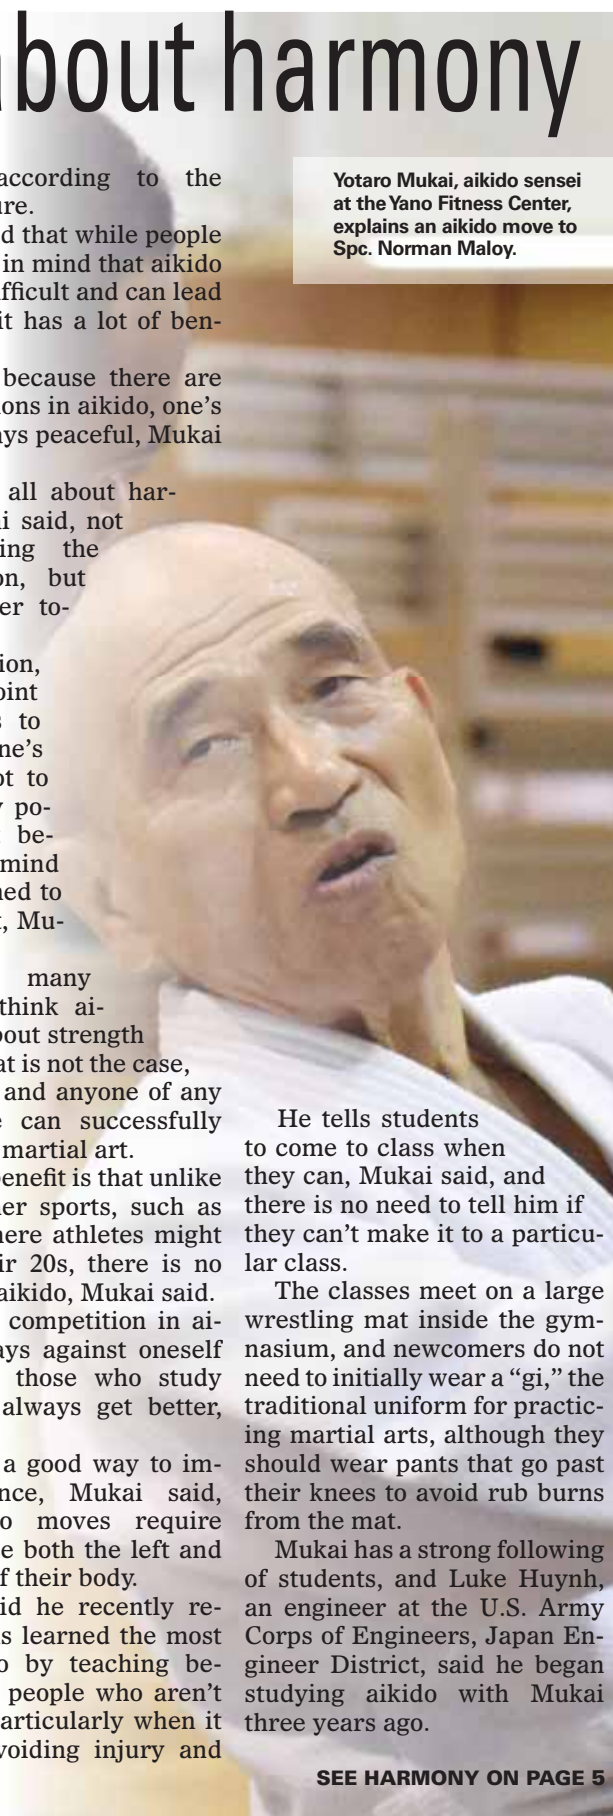 about harmony
Yotaro Mukai, aikido sensei
at the Yano Fitness Center,
explains an aikido move to
Spc. Norman Maloy.
according to the
ure.
d that while people
in mind that aikido
fficult and can lead
it has a lot of ben-
because there are
ions in aikido, one's
ays peaceful, Mukai
all about har-
i said, not
ing the
on, but
er to-
ion,
oint
s to
ne's
ot to
y po-
be-
mind
ned to
, Mu-
many
think ai-
bout strength
at is not the case,
and anyone of any
e can successfully
martial art.
benefit is that unlike
her sports, such as
here athletes might
ir 20s, there is no
aikido, Mukai said.
competition in ai-
ays against oneself
those who study
always get better,
a good way to im-
nce, Mukai said,
o moves require
e both the left and
f their body.
id he recently re-
s learned the most
o by teaching be-
people who aren't
articularly when it
voiding injury and
He tells students
to come to class when
they can, Mukai said, and
there is no need to tell him if
they can't make it to a particu-
lar class.
The classes meet on a large
wrestling mat inside the gym-
nasium, and newcomers do not
need to initially wear a “gi,” the
traditional uniform for practic-
ing martial arts, although they
should wear pants that go past
their knees to avoid rub burns
from the mat.
Mukai has a strong following
of students, and Luke Huynh,
an engineer at the U.S. Army
Corps of Engineers, Japan En-
gineer District, said he began
studying aikido with Mukai
three years ago.
SEE HARMONY ON PAGE 5